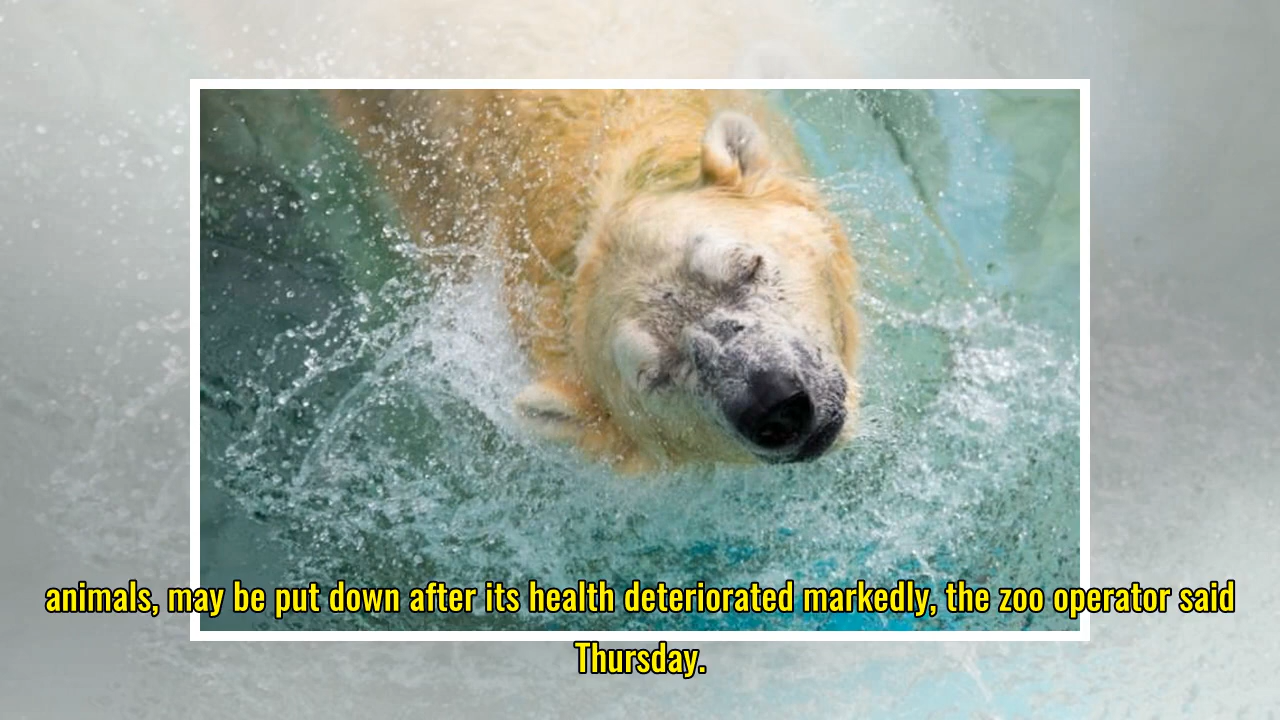 animals, may be put down after its health deteriorated markedly, the zoo operator said
Thursday.